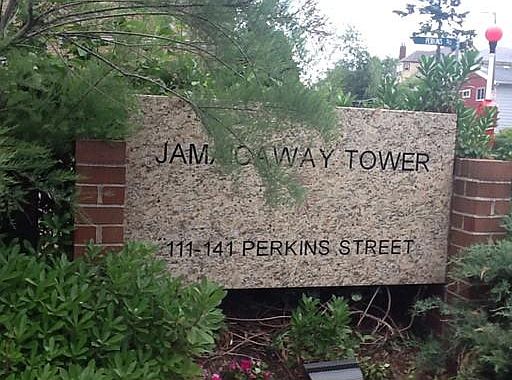 JAMAICAWAY TOWER
111-141 PERKINS STREET